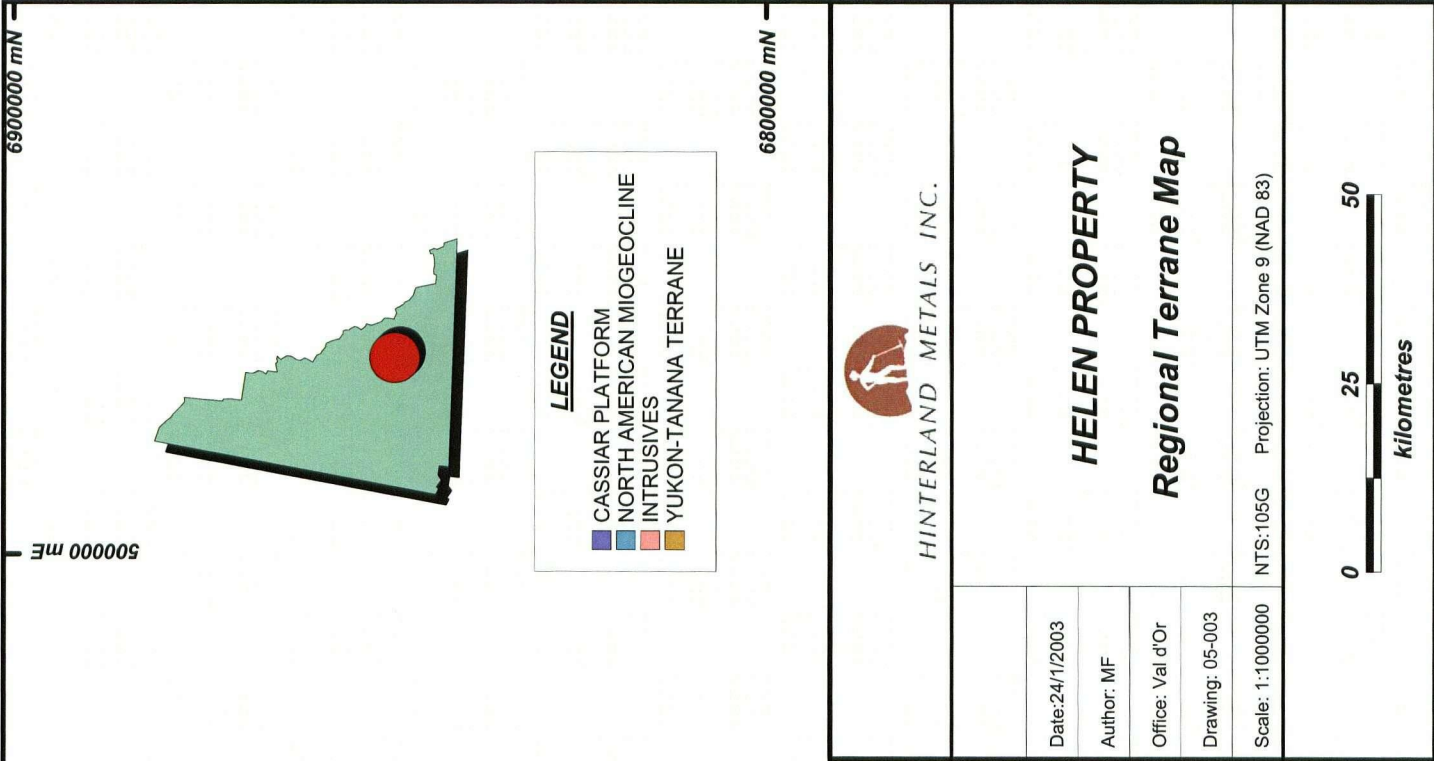 6900000 mN
500000 mE
LEGEND
CASSIAR PLATFORM
NORTH AMERICAN MIOGEOCLINE
INTRUSIVES
YUKON-TANANA TERRANE
6800000 mN
HINTERLAND METALS INC.
HELEN PROPERTY
Regional Terrane Map
Date:24/1/2003
Author: MF
Office: Val d'Or
Drawing: 05-003
Scale: 1:1000000 NTS:105G Projection: UTM Zone 9 (NAD 83)
0 25 50
kilometres